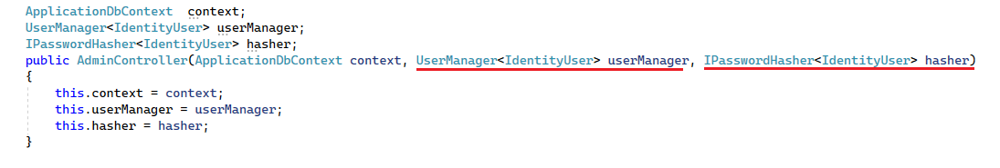 ApplicationDbContext  context;
UserManager<IdentityUser> userManager;
IPasswordHasher<IdentityUser> hasher;
public AdminController(ApplicationDbContext context, UserManager<IdentityUser> userManager, IPasswordHasher<IdentityUser> hasher)
{
    this.context = context;
    this.userManager = userManager;
    this.hasher = hasher;
}